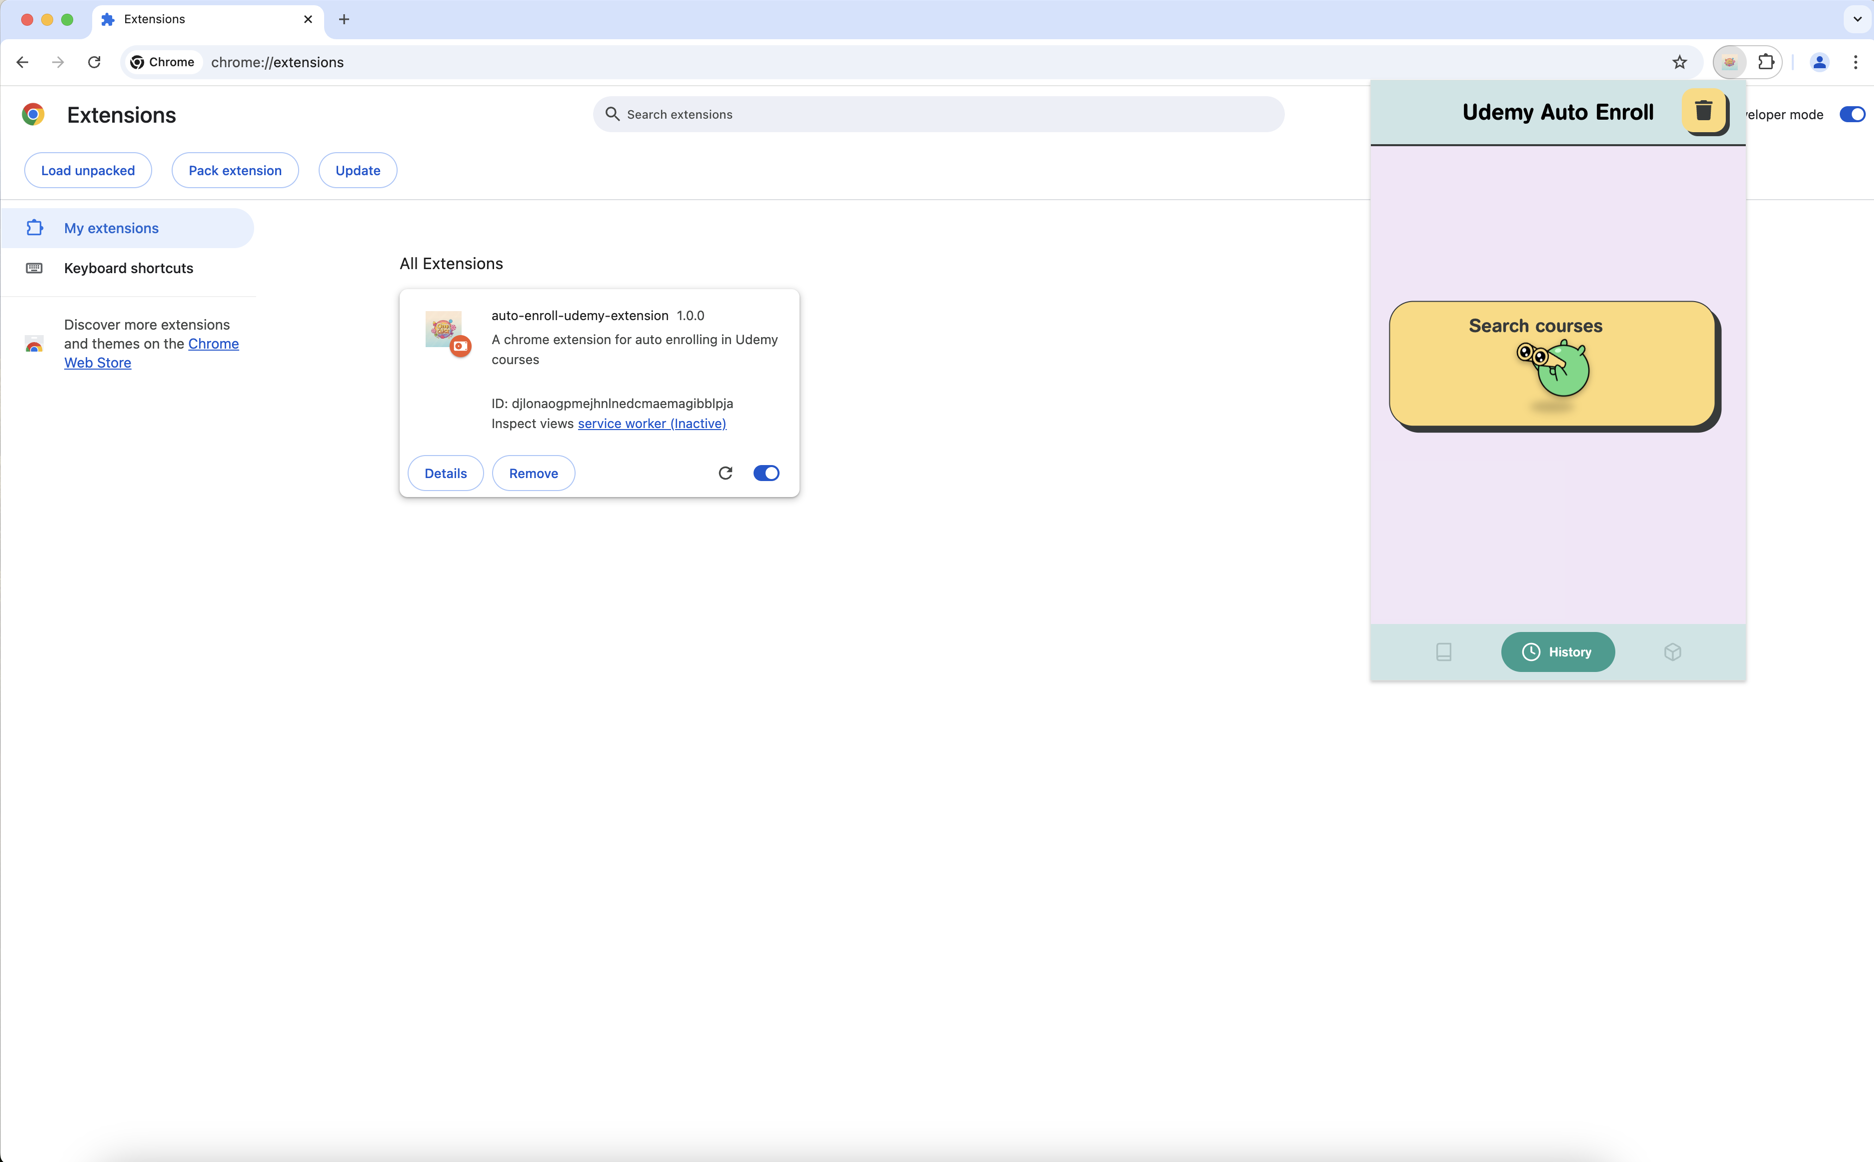 Extensions
Chrome
chrome://extensions
Extensions
Search extensions
Udemy Auto Enroll
eloper mode
Load unpacked
Pack extension
Update
My extensions
Keyboard shortcuts
Discover more extensions
and themes on the Chrome
Web Store
All Extensions
auto-enroll-udemy-extension 1.0.0
A chrome extension for auto enrolling in Udemy
courses
ID: djlonaogpmejhnlnedcmaemagibblpja
Inspect views service worker (Inactive)
Details
Remove
Search courses
History